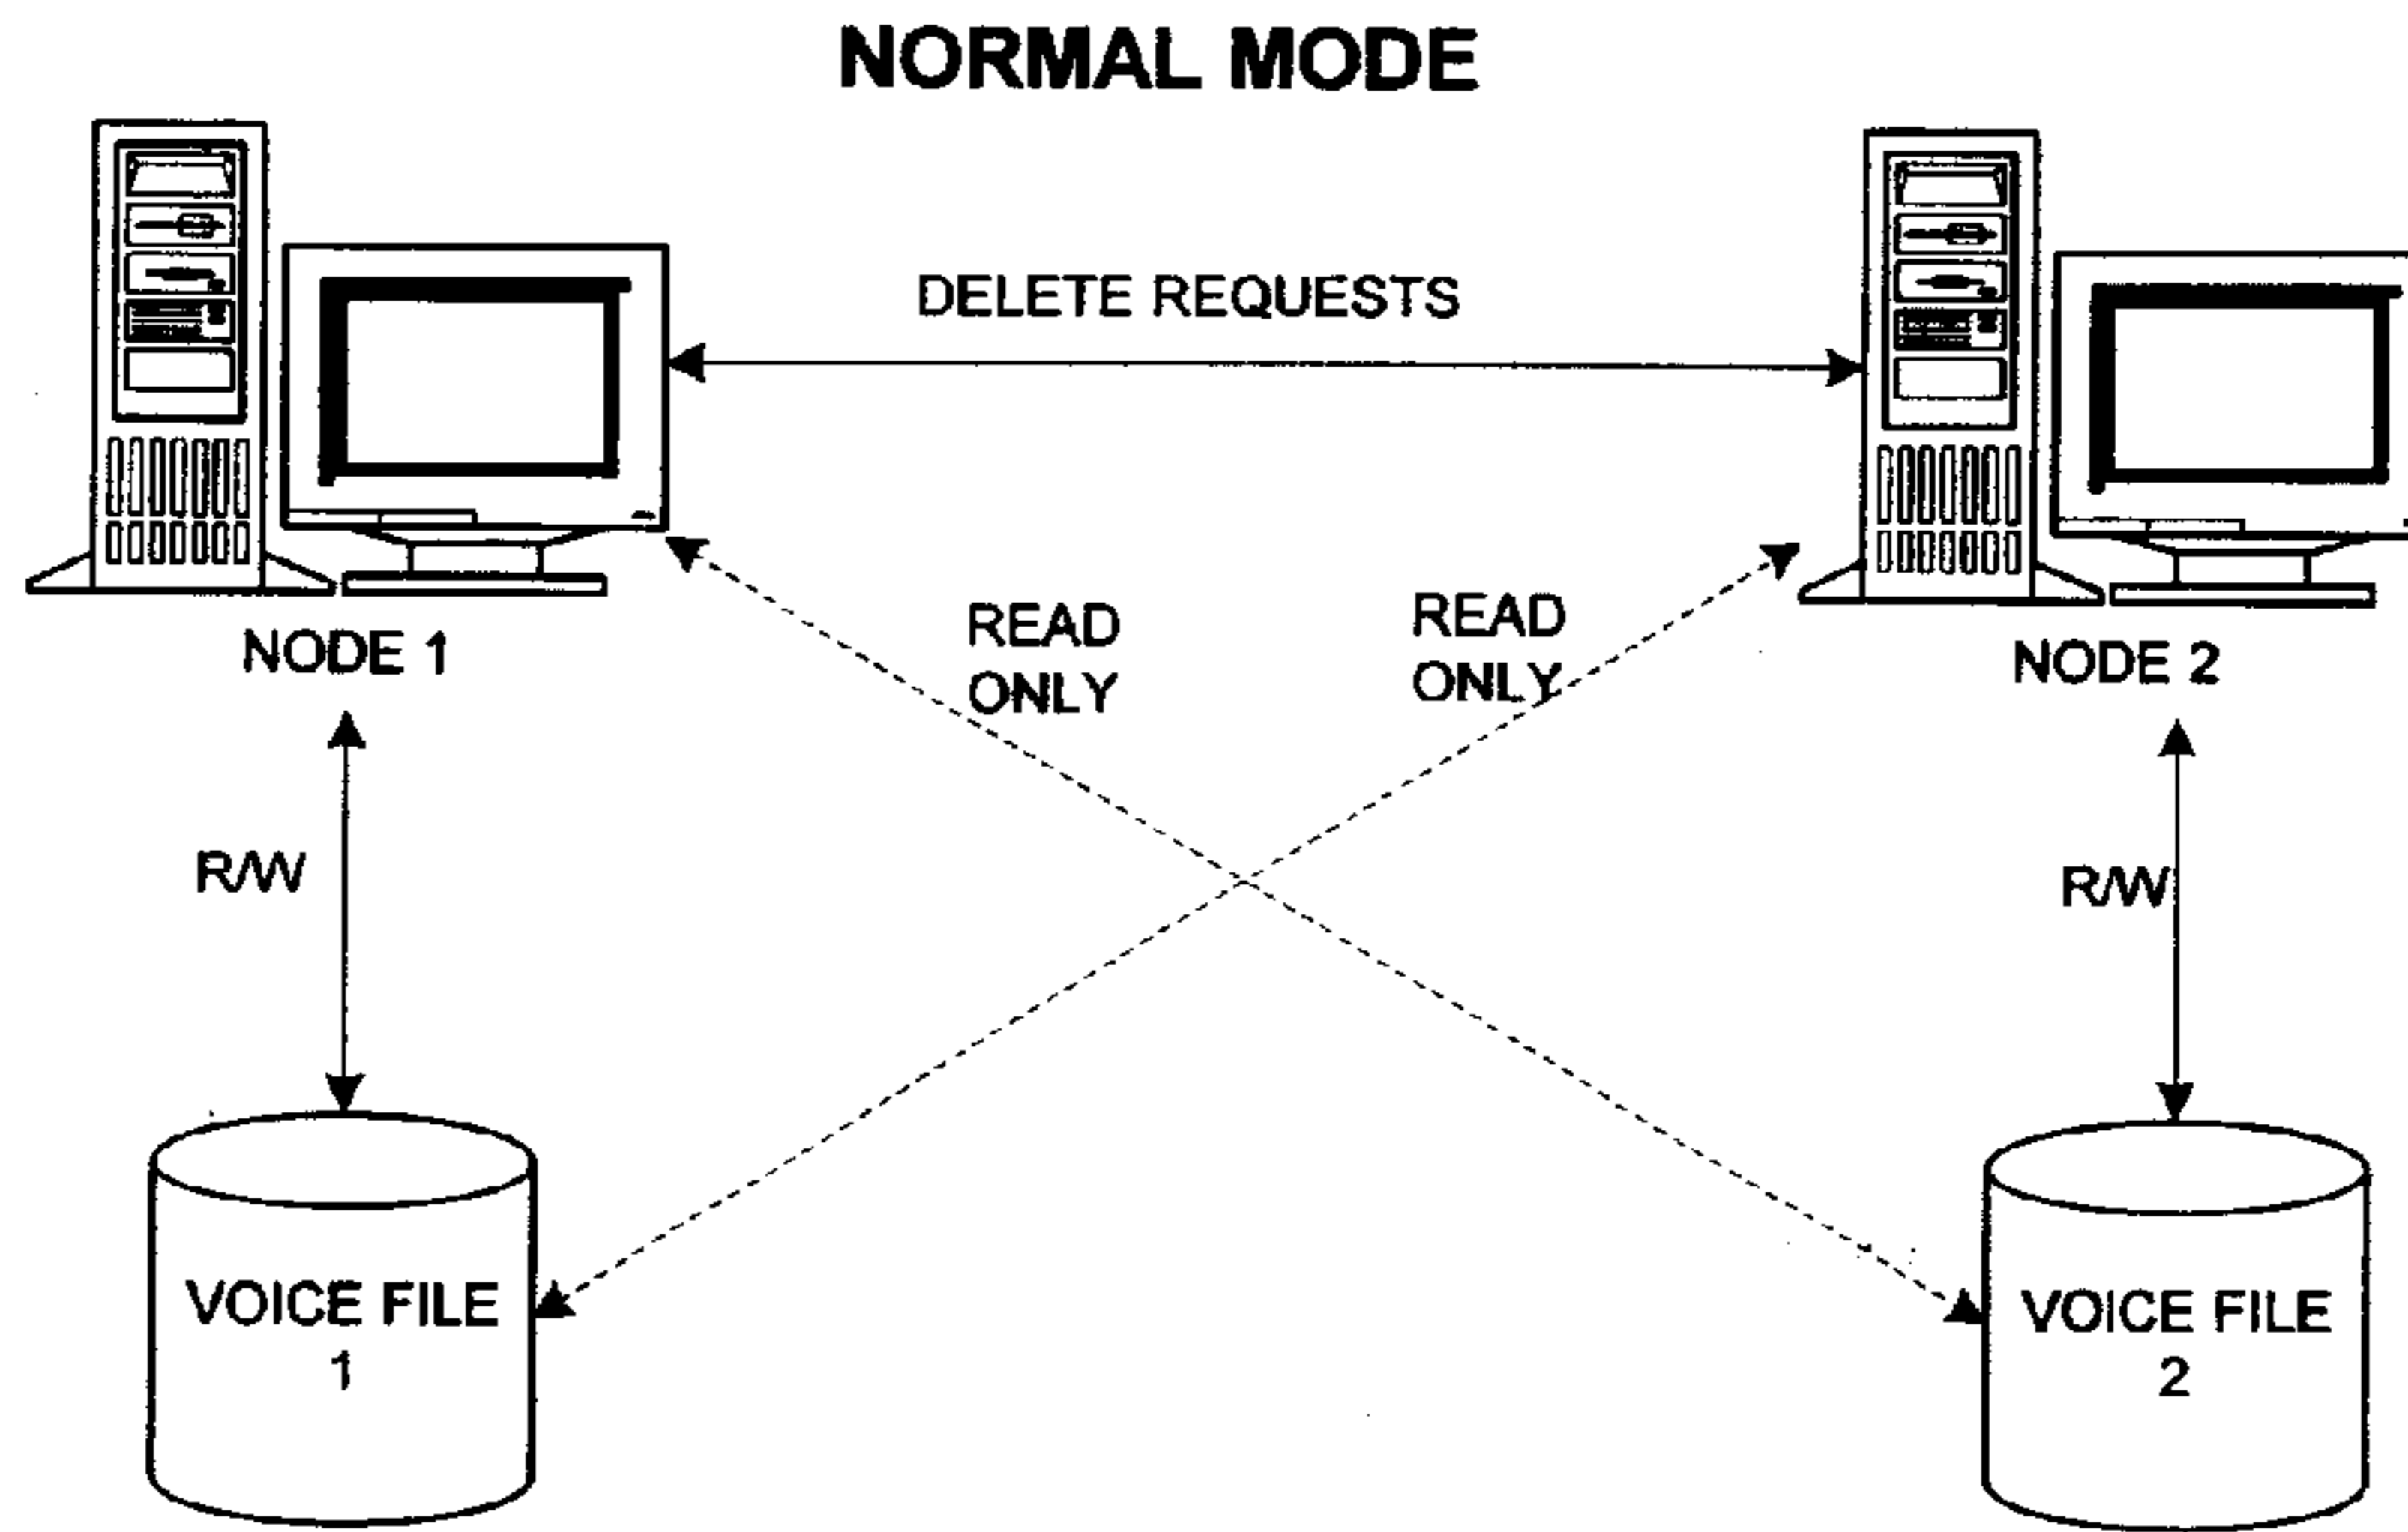 NORMAL MODE
DELETE REQUESTS
NODE 1
READ
ONLY
READ
ONLY
NODE 2
R/W
R/W
VOICE FILE
1
VOICE FILE
2